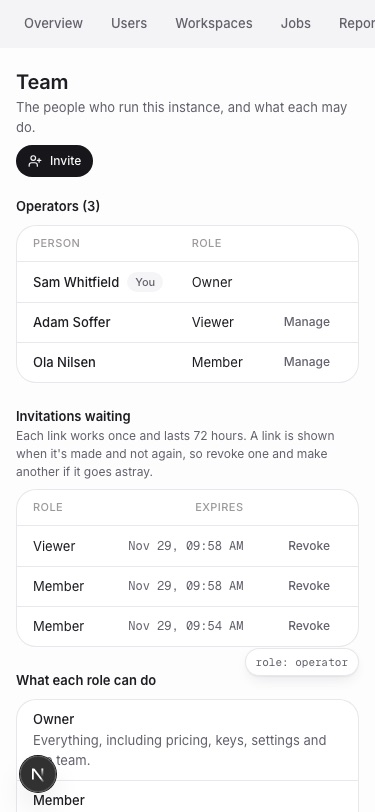 Overview Users Workspaces Jobs Repor
Team
The people who run this instance, and what each may
do.
Invite
Operators (3)
PERSON ROLE
Sam Whitfield You Owner
Adam Soffer Viewer Manage
Ola Nilsen Member Manage
Invitations waiting
Each link works once and lasts 72 hours. A link is shown
when it's made and not again, so revoke one and make
another if it goes astray.
ROLE EXPIRES
Viewer Nov 29, 09:58 AM Revoke
Member Nov 29, 09:58 AM Revoke
Member Nov 29, 09:54 AM Revoke
role: operator
What each role can do
Owner
Everything, including pricing, keys, settings and
team.
N
Member